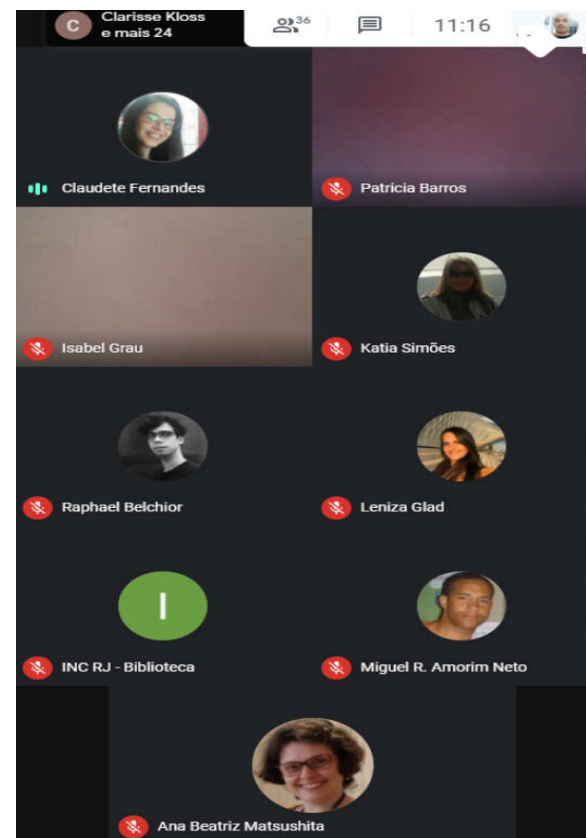 C
Clarisse Kloss
e mais 24
36
11:16
Claudete Fernandes
Patricia Barros
Isabel Grau
Katia Simões
Raphael Belchior
Leniza Glad
I
INC RJ - Biblioteca
Miguel R. Amorim Neto
Ana Beatriz Matsushita